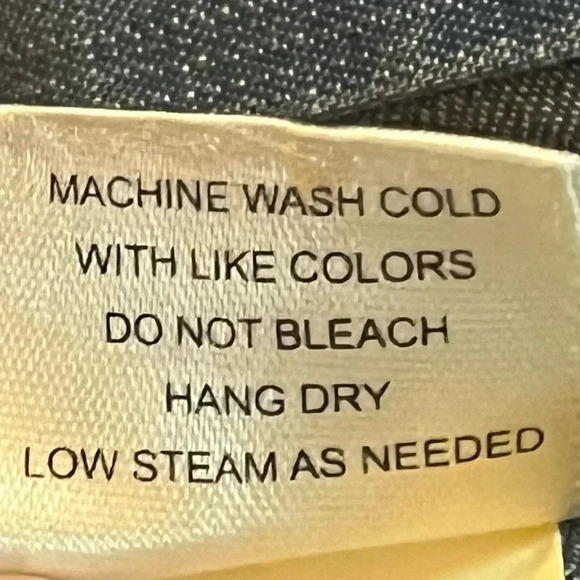 MACHINE WASH COLD
WITH LIKE COLORS
DO NOT BLEACH
HANG DRY
LOW STEAM AS NEEDED